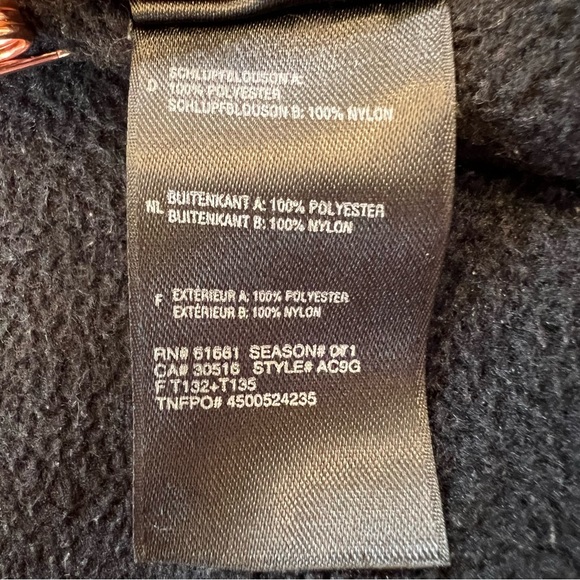 D SCHLUPFBLOUSON A:
100% POLYESTER
SCHLUPFBLOUSON B: 100% NYLON
NL BUITENKANT A: 100% POLYESTER
BUITENKANT B: 100% NYLON
F EXTÉRIEUR A: 100% POLYESTER
EXTÉRIEUR B: 100% NYLON
RN# 61661 SEASON# 071
CA# 30516 STYLE# AC9G
F T132+T135
TNFPO# 4500524235